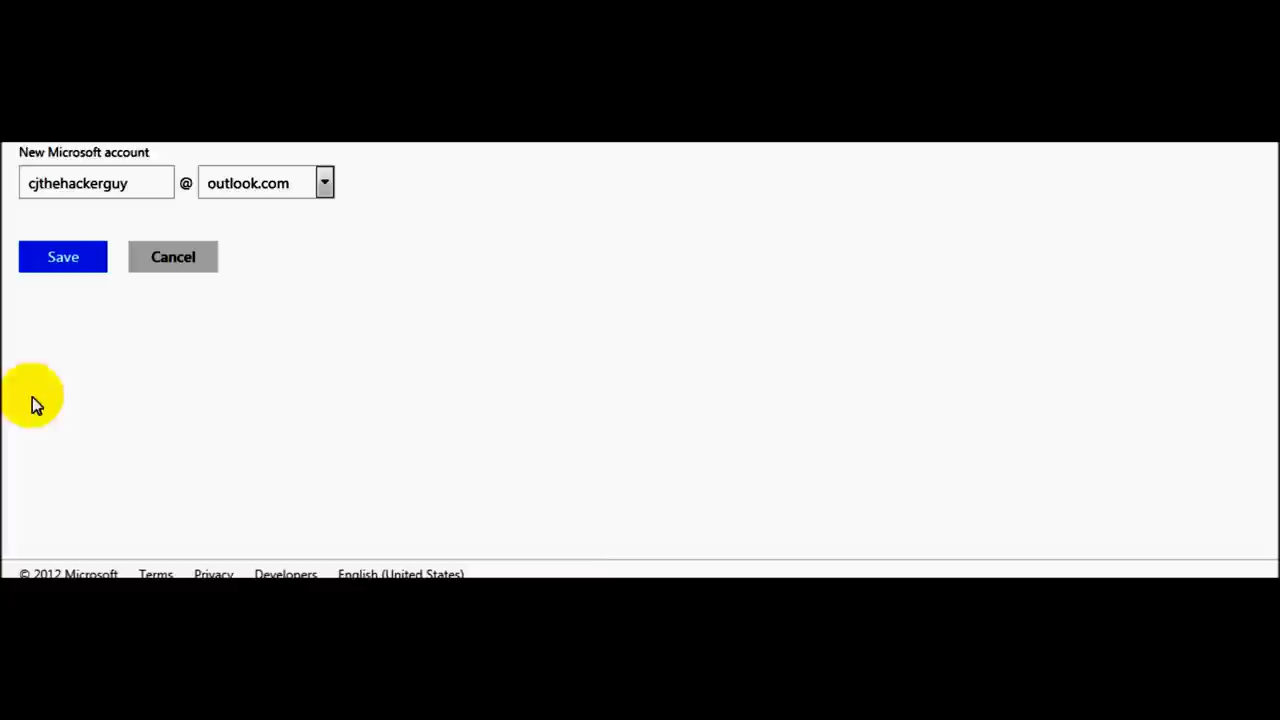 New Microsoft account
cjthehackerguy @ outlook.com
Save Cancel
© 2012 Microsoft Terms Privacy Developers English (United States)